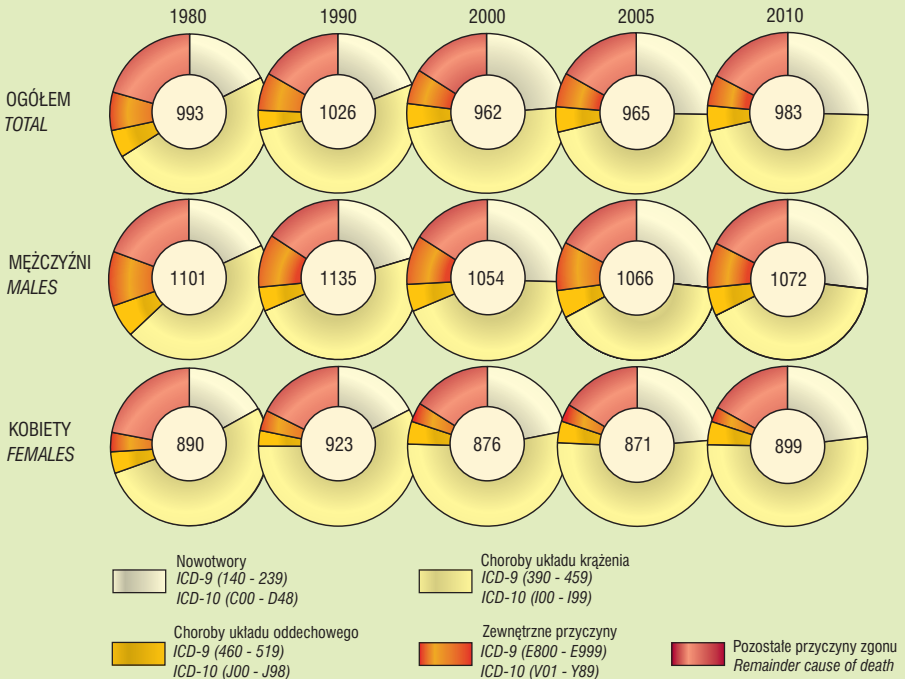 1980 1990 2000 2005 2010
OGÓŁEM
TOTAL
993 1026 962 965 983
MĘŻCZYŹNI
MALES
1101 1135 1054 1066 1072
KOBIETY
FEMALES
890 923 876 871 899
Nowotwory
ICD-9 (140 - 239)
ICD-10 (C00 - D48)
Choroby układu krążenia
ICD-9 (390 - 459)
ICD-10 (I00 - I99)
Choroby układu oddechowego
ICD-9 (460 - 519)
ICD-10 (J00 - J98)
Zewnętrzne przyczyny
ICD-9 (E800 - E999)
ICD-10 (V01 - Y89)
Pozostałe przyczyny zgonu
Remainder cause of death